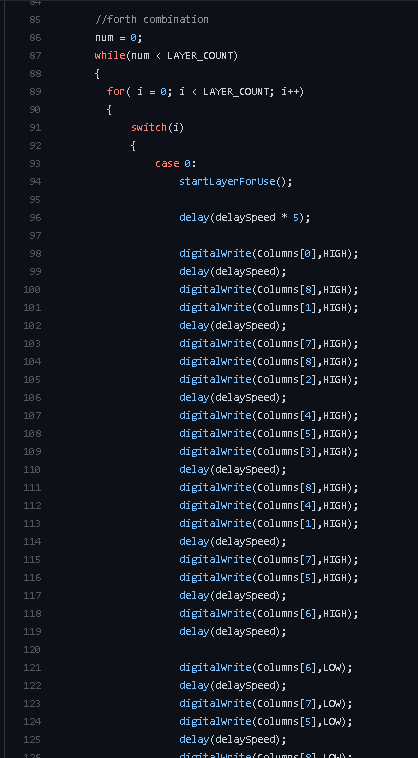 84
85 //forth combination
86 num = 0;
87 while(num < LAYER_COUNT)
88 {
89 for( i = 0; i < LAYER_COUNT; i++)
90 {
91 switch(i)
92 {
93 case 0:
94 startLayerForUse();
95
96 delay(delaySpeed * 5);
97
98 digitalWrite(Columns[0],HIGH);
99 delay(delaySpeed);
100 digitalWrite(Columns[8],HIGH);
101 digitalWrite(Columns[1],HIGH);
102 delay(delaySpeed);
103 digitalWrite(Columns[7],HIGH);
104 digitalWrite(Columns[8],HIGH);
105 digitalWrite(Columns[2],HIGH);
106 delay(delaySpeed);
107 digitalWrite(Columns[4],HIGH);
108 digitalWrite(Columns[5],HIGH);
109 digitalWrite(Columns[3],HIGH);
110 delay(delaySpeed);
111 digitalWrite(Columns[8],HIGH);
112 digitalWrite(Columns[4],HIGH);
113 digitalWrite(Columns[1],HIGH);
114 delay(delaySpeed);
115 digitalWrite(Columns[7],HIGH);
116 digitalWrite(Columns[5],HIGH);
117 delay(delaySpeed);
118 digitalWrite(Columns[6],HIGH);
119 delay(delaySpeed);
120
121 digitalWrite(Columns[6],LOW);
122 delay(delaySpeed);
123 digitalWrite(Columns[7],LOW);
124 digitalWrite(Columns[5],LOW);
125 delay(delaySpeed);